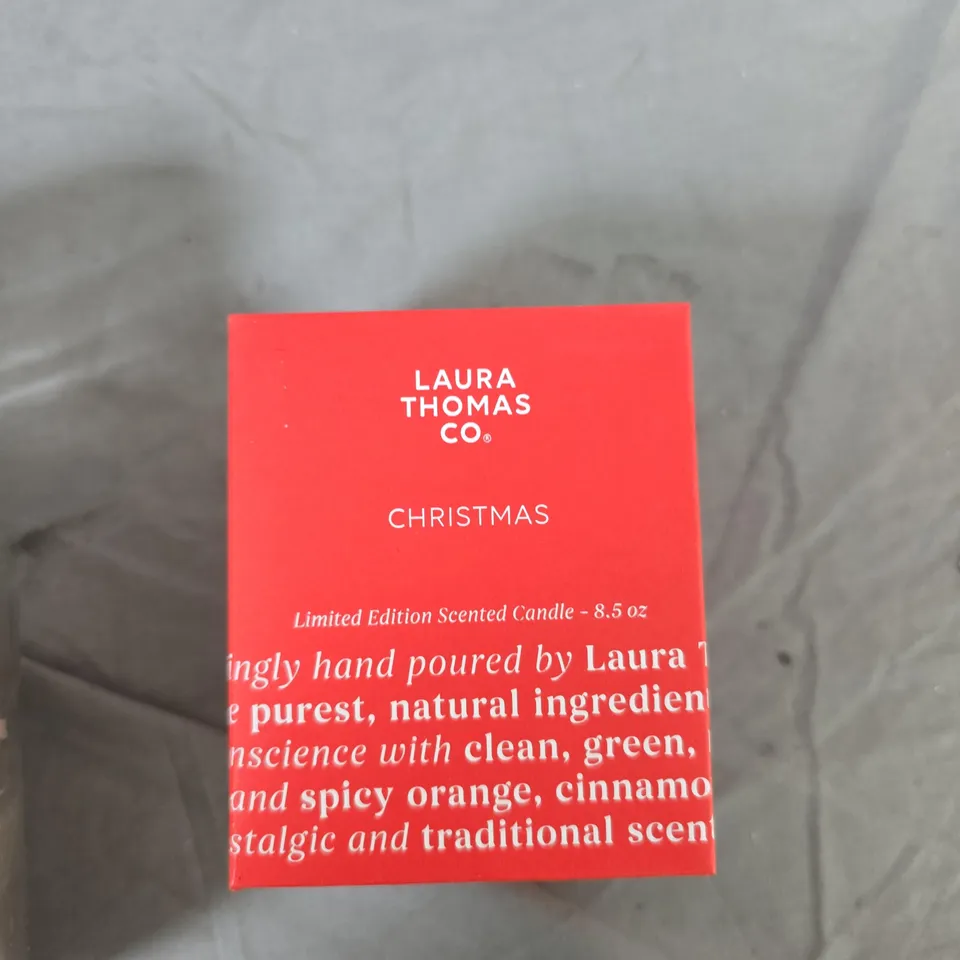 LAURA
THOMAS
CO®
CHRISTMAS
Limited Edition Scented Candle – 8.5 oz
ingly hand poured by Laura T
e purest, natural ingredien
nscience with clean, green,
and spicy orange, cinnamo
stalgic and traditional scent